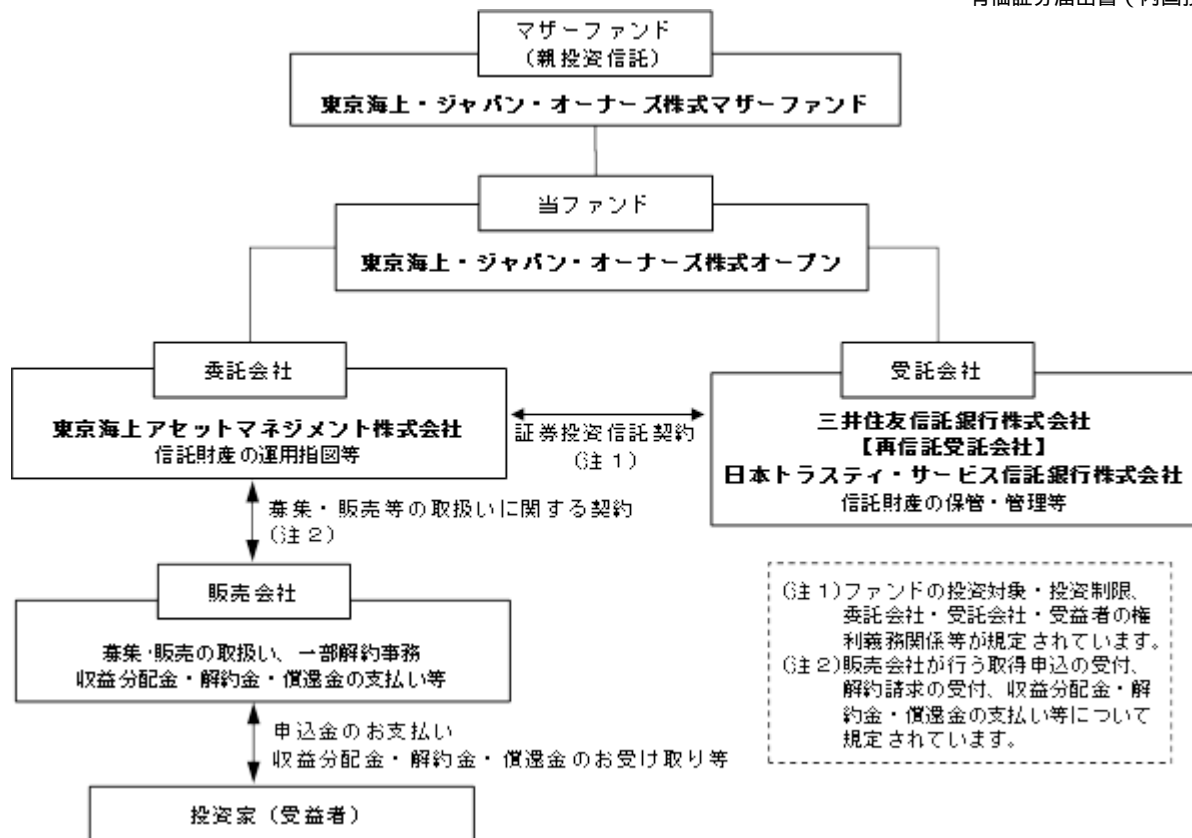 有価証券届出書（内国投
マザーファンド
（親投資信託）
東京海上・ジャパン・オーナーズ株式マザーファンド
当ファンド
東京海上・ジャパン・オーナーズ株式オープン
委託会社
東京海上アセットマネジメント株式会社
信託財産の運用指図等
証券投資信託契約
（注１）
受託会社
三井住友信託銀行株式会社
【再信託受託会社】
日本トラスティ・サービス信託銀行株式会社
信託財産の保管・管理等
募集・販売等の取扱いに関する契約
（注２）
販売会社
募集・販売の取扱い、一部解約事務
収益分配金・解約金・償還金の支払い等
（注１）ファンドの投資対象・投資制限、
委託会社・受託会社・受益者の権
利義務関係等が規定されています。
（注２）販売会社が行う取得申込の受付、
解約請求の受付、収益分配金・解
約金・償還金の支払い等について
規定されています。
申込金のお支払い
収益分配金・解約金・償還金のお受け取り等
投資家（受益者）